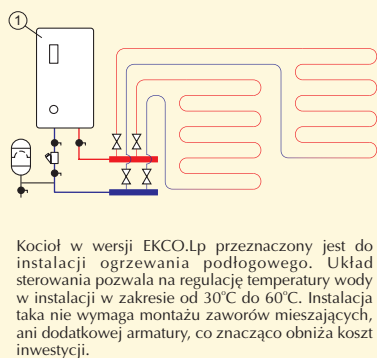 1
Kocioł w wersji EKCO.Lp przeznaczony jest do
instalacji ogrzewania podłogowego. Układ
sterowania pozwala na regulację temperatury wody
w instalacji w zakresie od 30°C do 60°C. Instalacja
taka nie wymaga montażu zaworów mieszających,
ani dodatkowej armatury, co znacząco obniża koszt
inwestycji.